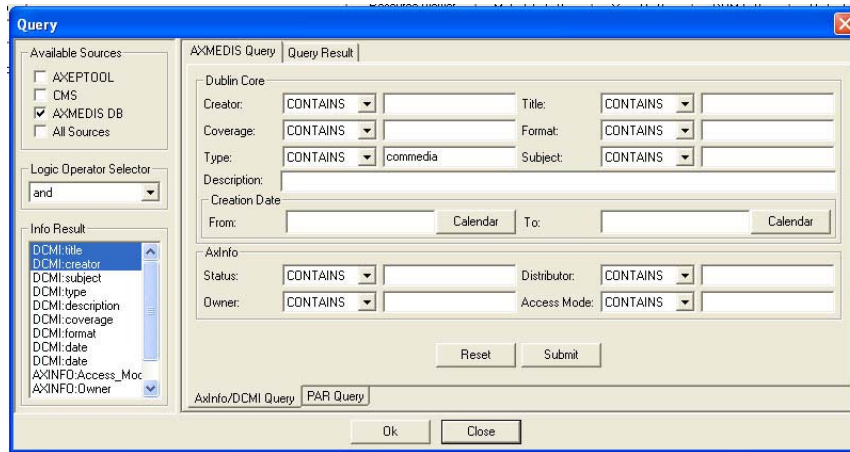 Query
Available Sources
AXEPTOOL
CMS
AXMEDIS DB
All Sources
Logic Operator Selector
and
Info Result
DCMI:title
DCMI:creator
DCMI:subject
DCMI:type
DCMI:description
DCMI:coverage
DCMI:format
DCMI:date
DCMI:date
AXINFO:Access_Moc
AXINFO:Owner
AXMEDIS Query Query Result
Dublin Core
Creator: CONTAINS Title: CONTAINS
Coverage: CONTAINS Format: CONTAINS
Type: CONTAINS commedia Subject: CONTAINS
Description:
Creation Date
From: Calendar To: Calendar
AxInfo
Status: CONTAINS Distributor: CONTAINS
Owner: CONTAINS Access Mode: CONTAINS
Reset Submit
AxInfo/DCMI Query PAR Query
Ok Close